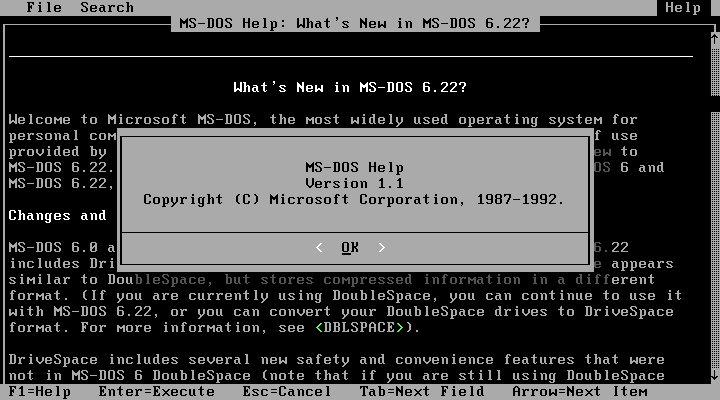 File Search Help
MS-DOS Help: What's New in MS-DOS 6.22?
What's New in MS-DOS 6.22?
Welcome to Microsoft MS-DOS, the most widely used operating system for
personal com f use
provided by ew to
MS-DOS 6.22. OS 6 and
MS-DOS 6.22,
MS-DOS Help
Version 1.1
Copyright (C) Microsoft Corporation, 1987-1992.
< OK >
Changes and
MS-DOS 6.0 a 6.22
includes Dri e appears
similar to DoubleSpace, but stores compressed information in a different
format. (If you are currently using DoubleSpace, you can continue to use it
with MS-DOS 6.22, or you can convert your DoubleSpace drives to DriveSpace
format. For more information, see <DBLSPACE>).
DriveSpace includes several new safety and convenience features that were
not in MS-DOS 6 DoubleSpace (note that if you are still using DoubleSpace
F1=Help Enter=Execute Esc=Cancel Tab=Next Field Arrow=Next Item